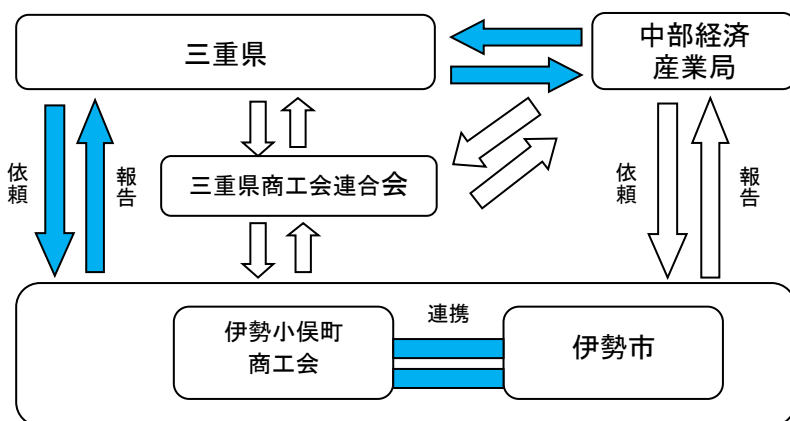 三重県
中部経済
産業局
依頼
報告
三重県商工会連合会
依頼
報告
伊勢小俣町
商工会
連携
伊勢市